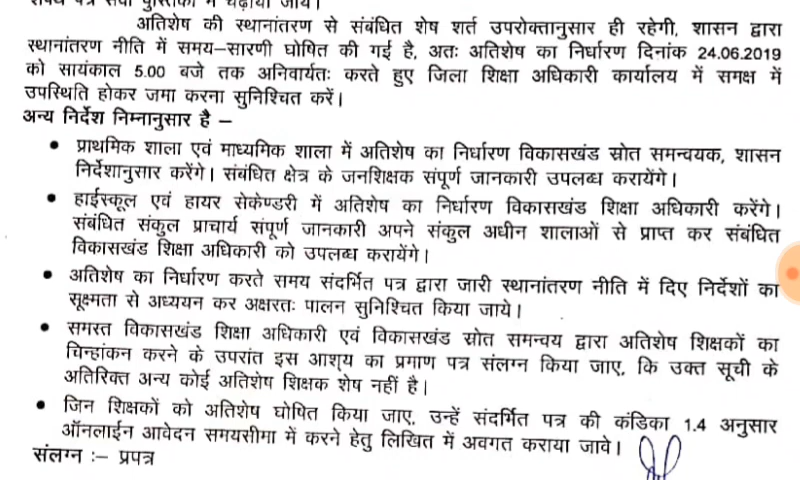 शपथ पत्र सेवा पुस्तिका में चढ़ाया जाये।
अतिशेष की स्थानांतरण से संबंधित शेष शर्त उपरोक्तानुसार ही रहेगी, शासन द्वारा
स्थानांतरण नीति में समय–सारणी घोषित की गई है, अतः अतिशेष का निर्धारण दिनांक 24.06.2019
को सायंकाल 5.00 बजे तक अनिवार्यतः करते हुए जिला शिक्षा अधिकारी कार्यालय में समक्ष में
उपस्थिति होकर जमा करना सुनिश्चित करें।
अन्य निर्देश निम्नानुसार है –
• प्राथमिक शाला एवं माध्यमिक शाला में अतिशेष का निर्धारण विकासखंड स्रोत समन्वयक, शासन
निर्देशानुसार करेंगे। संबंधित क्षेत्र के जनशिक्षक संपूर्ण जानकारी उपलब्ध करायेंगे।
• हाईस्कूल एवं हायर सेकेण्डरी में अतिशेष का निर्धारण विकासखंड शिक्षा अधिकारी करेंगे।
संबंधित संकुल प्राचार्य संपूर्ण जानकारी अपने संकुल अधीन शालाओं से प्राप्त कर संबंधित
विकासखंड शिक्षा अधिकारी को उपलब्ध करायेंगे।
• अतिशेष का निर्धारण करते समय संदर्भित पत्र द्वारा जारी स्थानांतरण नीति में दिए निर्देशों का
सूक्ष्मता से अध्ययन कर अक्षरतः पालन सुनिश्चित किया जाये।
• समस्त विकासखंड शिक्षा अधिकारी एवं विकासखंड स्रोत समन्वय द्वारा अतिशेष शिक्षकों का
चिन्हांकन करने के उपरांत इस आश्य का प्रमाण पत्र संलग्न किया जाए, कि उक्त सूची के
अतिरिक्त अन्य कोई अतिशेष शिक्षक शेष नहीं है।
• जिन शिक्षकों को अतिशेष घोषित किया जाए, उन्हें संदर्भित पत्र की कंडिका 1.4 अनुसार
ऑनलाईन आवेदन समयसीमा में करने हेतु लिखित में अवगत कराया जावे।
संलग्न :– प्रपत्र